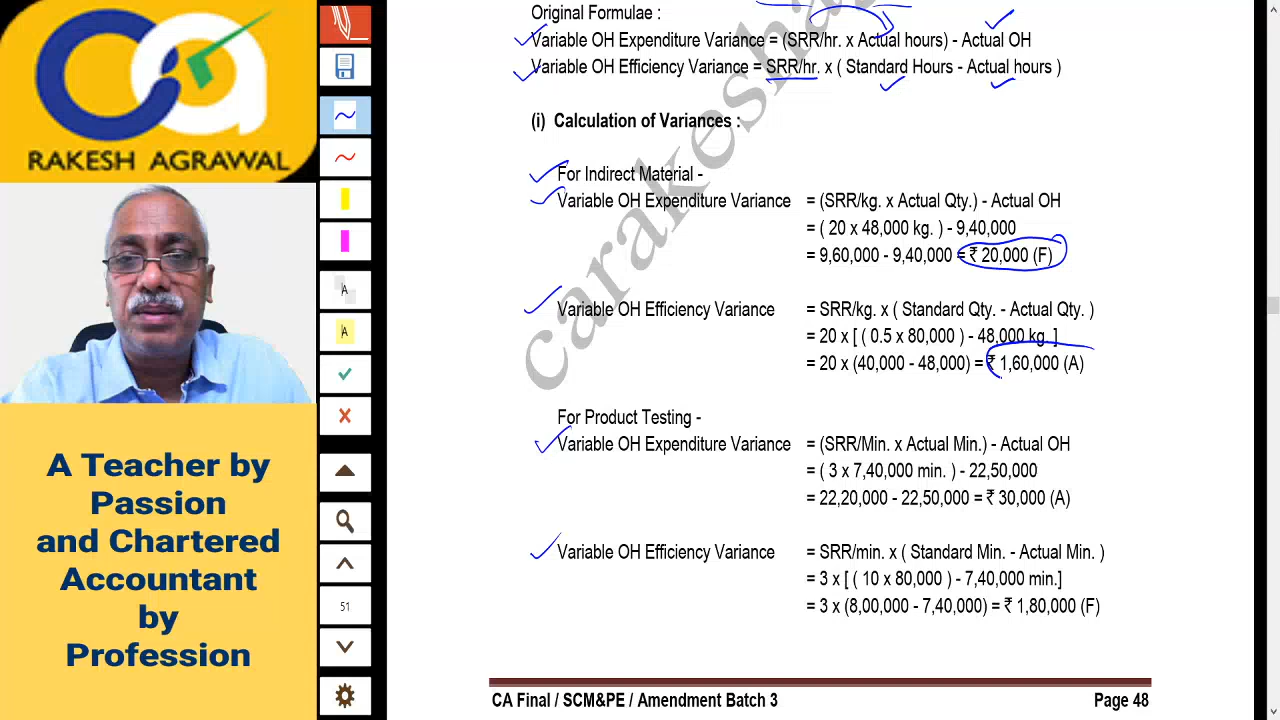 RAKESH AGRAWAL
A Teacher by
Passion
and Chartered
Accountant
by
Profession
A
A
51
carakesha
Original Formulae :
Variable OH Expenditure Variance = (SRR/hr. x Actual hours) - Actual OH
Variable OH Efficiency Variance = SRR/hr. x ( Standard Hours - Actual hours )
(i) Calculation of Variances :
For Indirect Material -
Variable OH Expenditure Variance = (SRR/kg. x Actual Qty.) - Actual OH
= ( 20 x 48,000 kg. ) - 9,40,000
= 9,60,000 - 9,40,000 = ₹ 20,000 (F)
Variable OH Efficiency Variance = SRR/kg. x ( Standard Qty. - Actual Qty. )
= 20 x [ ( 0.5 x 80,000 ) - 48,000 kg. ]
= 20 x (40,000 - 48,000) = ₹ 1,60,000 (A)
For Product Testing -
Variable OH Expenditure Variance = (SRR/Min. x Actual Min.) - Actual OH
= ( 3 x 7,40,000 min. ) - 22,50,000
= 22,20,000 - 22,50,000 = ₹ 30,000 (A)
Variable OH Efficiency Variance = SRR/min. x ( Standard Min. - Actual Min. )
= 3 x [ ( 10 x 80,000 ) - 7,40,000 min.]
= 3 x (8,00,000 - 7,40,000) = ₹ 1,80,000 (F)
CA Final / SCM&PE / Amendment Batch 3 Page 48